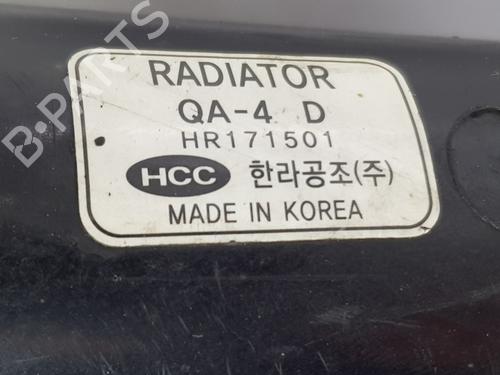 B-PARTS
RADIATOR
QA-4 D
HR171501
HCC 한라공조(주)
MADE IN KOREA